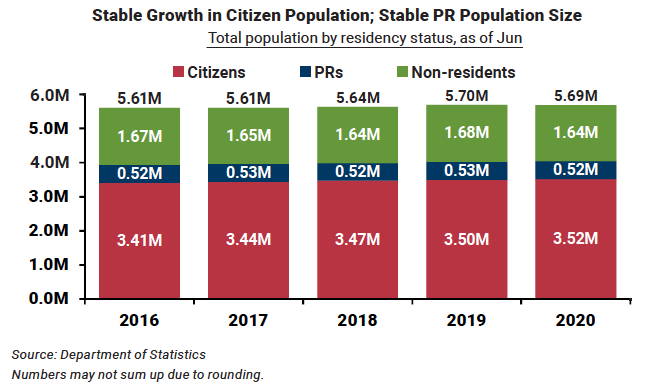 Stable Growth in Citizen Population; Stable PR Population Size
Total population by residency status, as of Jun
Citizens PRs Non-residents
6.0M 5.61M 5.61M 5.64M 5.70M 5.69M
5.0M 1.67M 1.65M 1.64M 1.68M 1.64M
4.0M 0.52M 0.53M 0.52M 0.53M 0.52M
3.0M
2.0M 3.41M 3.44M 3.47M 3.50M 3.52M
1.0M
0.0M
2016 2017 2018 2019 2020
Source: Department of Statistics
Numbers may not sum up due to rounding.